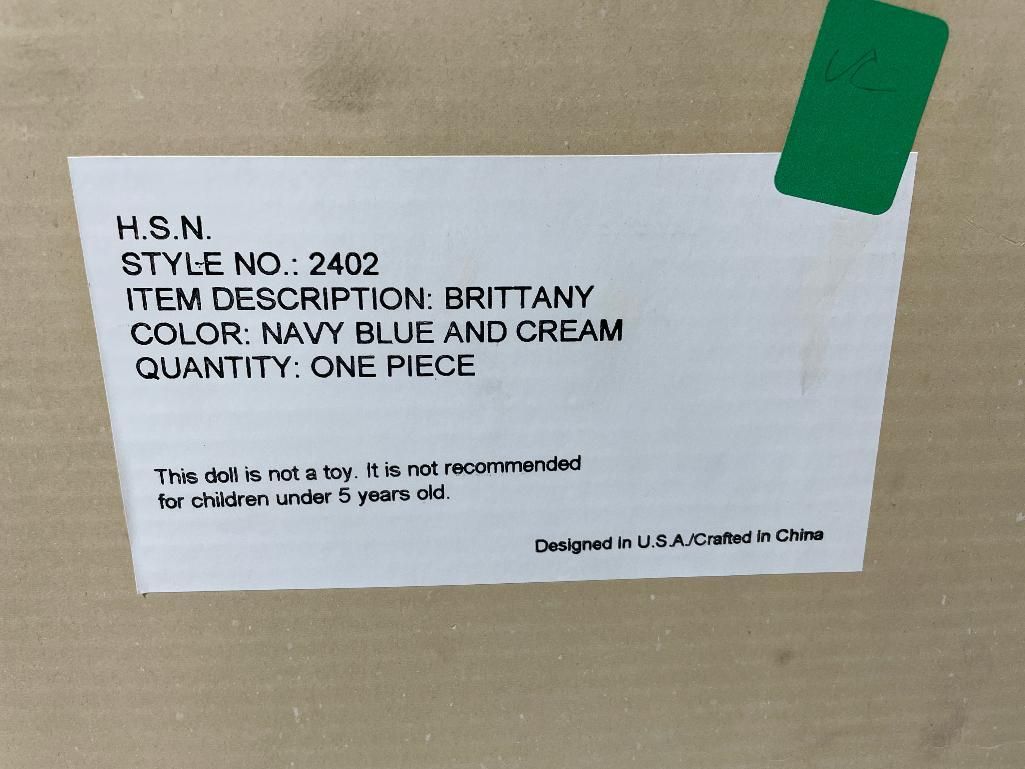 H.S.N.
STYLE NO.: 2402
ITEM DESCRIPTION: BRITTANY
COLOR: NAVY BLUE AND CREAM
QUANTITY: ONE PIECE
This doll is not a toy. It is not recommended
for children under 5 years old.
Designed in U.S.A./Crafted in China